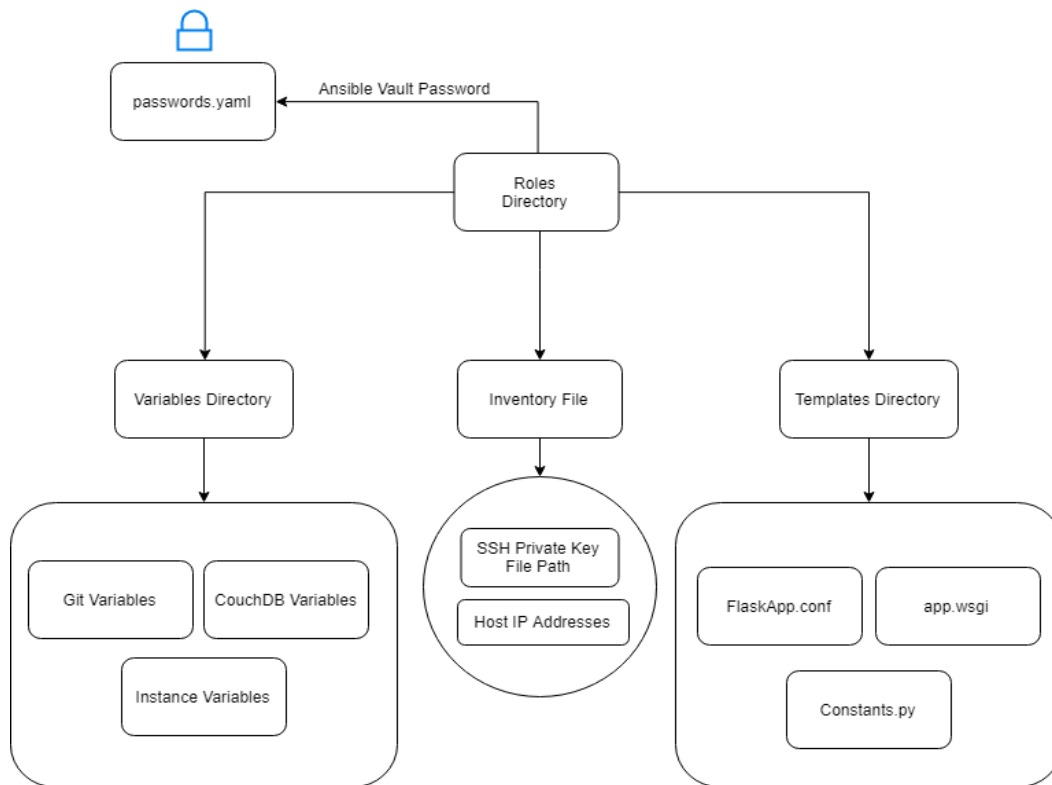 passwords.yaml
Ansible Vault Password
Roles
Directory
Variables Directory
Inventory File
Templates Directory
Git Variables
CouchDB Variables
Instance Variables
SSH Private Key
File Path
Host IP Addresses
FlaskApp.conf
app.wsgi
Constants.py